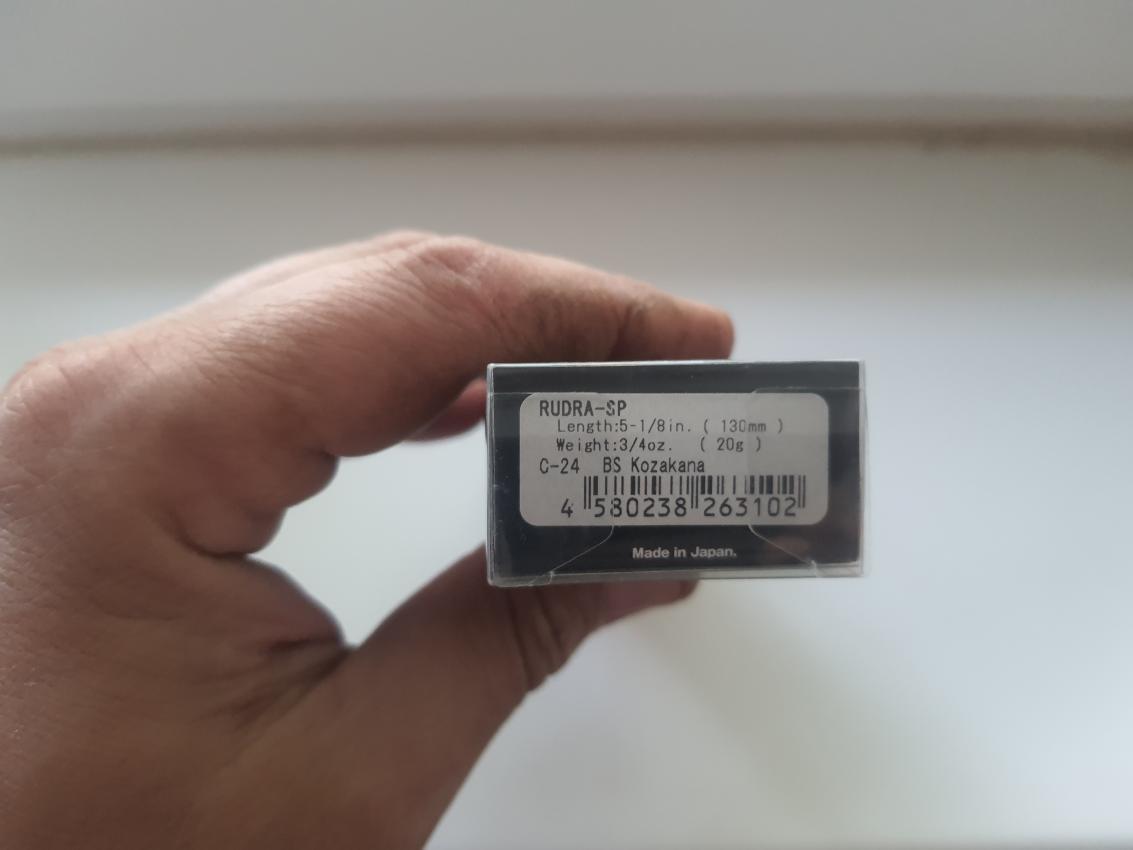 RUDRA-SP
Length:5-1/8in. ( 130mm )
Weight:3/4oz. ( 20g )
C-24 BS Kozakana
4 580238 263102
Made in Japan.